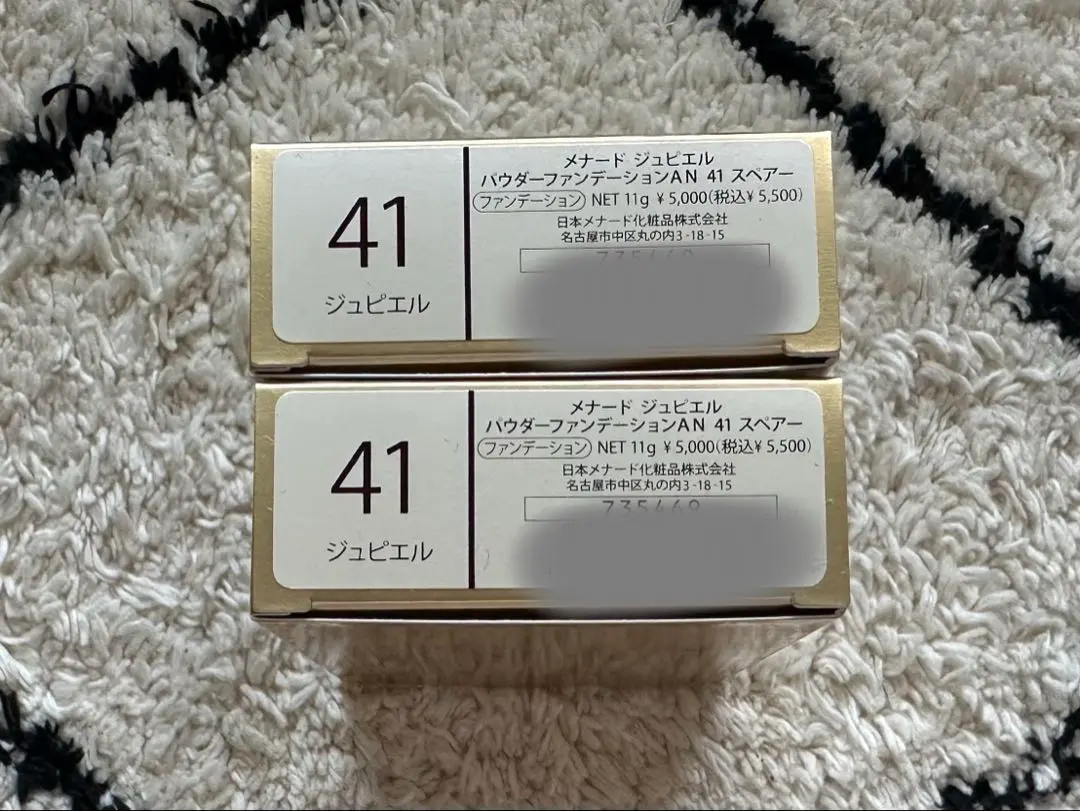 41
ジュピエル
メナード ジュピエル
パウダーファンデーションAN 41 スペアー
ファンデーション NET 11g ¥5,000(税込¥5,500)
日本メナード化粧品株式会社
名古屋市中区丸の内3-18-15
41
ジュピエル
メナード ジュピエル
パウダーファンデーションAN 41 スペアー
ファンデーション NET 11g ¥5,000(税込¥5,500)
日本メナード化粧品株式会社
名古屋市中区丸の内3-18-15